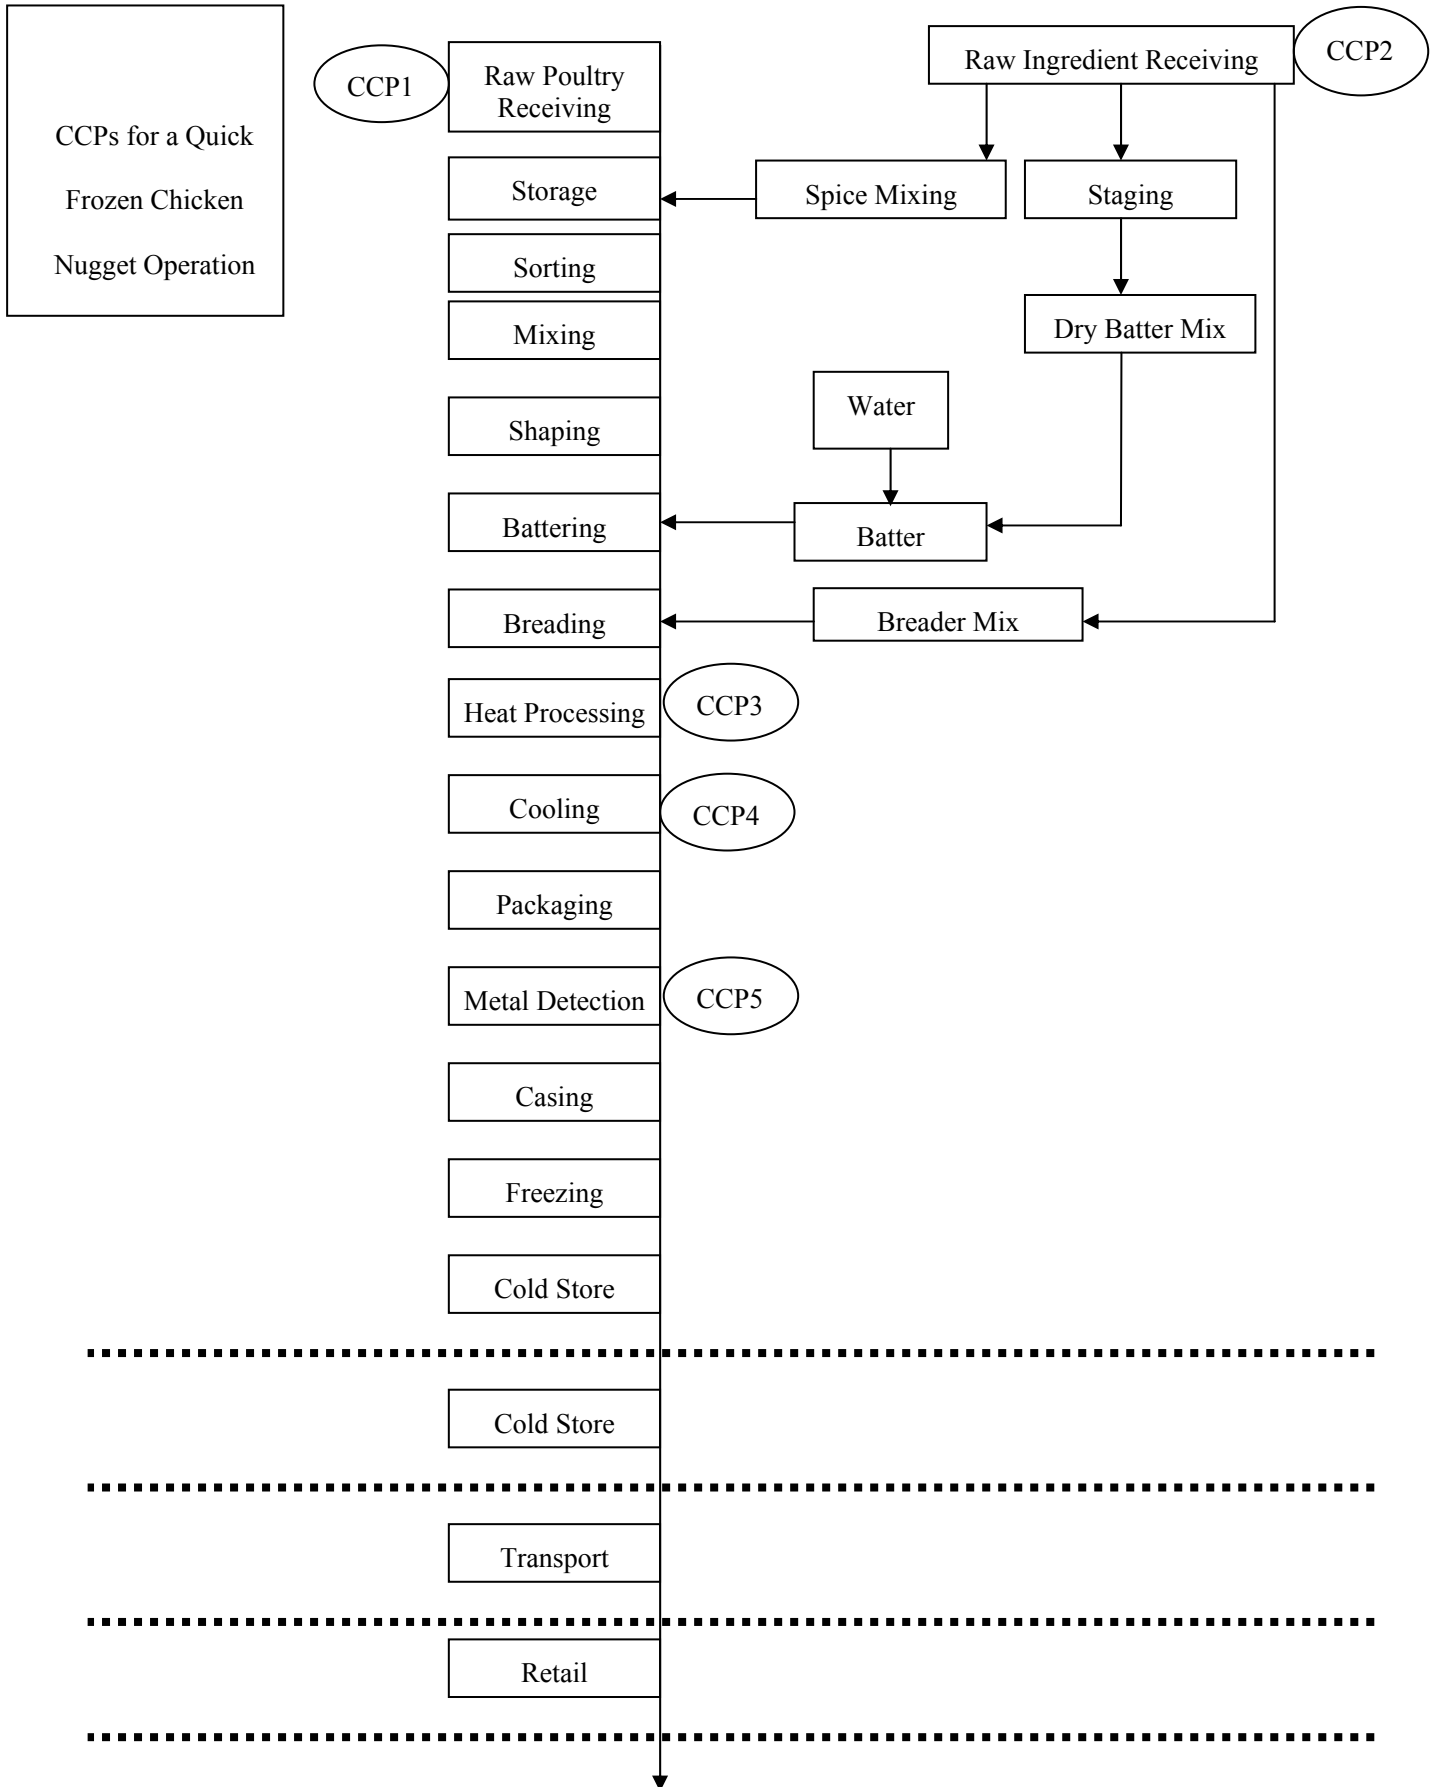 CCPs for a Quick
Frozen Chicken
Nugget Operation
CCP1
Raw Poultry
Receiving
Raw Ingredient Receiving
CCP2
Storage
Spice Mixing
Staging
Sorting
Mixing
Dry Batter Mix
Water
Shaping
Battering
Batter
Breading
Breader Mix
Heat Processing
CCP3
Cooling
CCP4
Packaging
Metal Detection
CCP5
Casing
Freezing
Cold Store
Cold Store
Transport
Retail